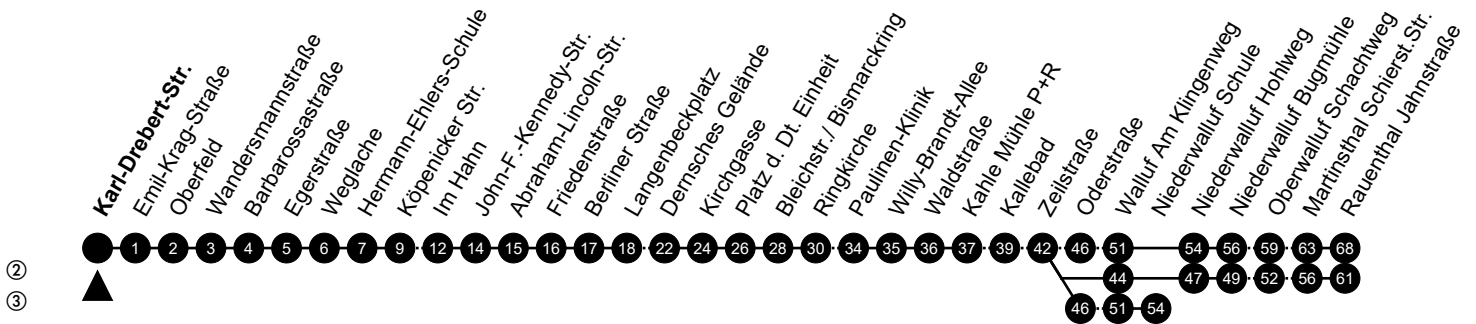 Karl-Drebert-Str.
Emil-Krag-Straße
Oberfeld
Wandersmannstraße
Barbarossastraße
Egerstraße
Weglache
Hermann-Ehlers-Schule
Köpenicker Str.
Im Hahn
John-F.-Kennedy-Str.
Abraham-Lincoln-Str.
Friedenstraße
Berliner Straße
Langenbeckplatz
Dernsches Gelände
Kirchgasse
Platz d. Dt. Einheit
Bleichstr./ Bismarckring
Ringkirche
Paulinen-Klinik
Willy-Brandt-Allee
Waldstraße
Kahle Mühle P+R
Kallebad
Zeilstraße
Oderstraße
Walluf Am Klingenweg
Niederwalluf Schule
Niederwalluf Hohlweg
Niederwalluf Bugmühle
Oberwalluf Schachtweg
Martinsthal Schierst.Str.
Rauenthal Jahnstraße
1 2 3 4 5 6 7 9 12 14 15 16 17 18 22 24 26 28 30 34 35 36 37 39 42 46 51 54 56 59 63 68
② 44 47 49 52 56 61
③ 46 51 54